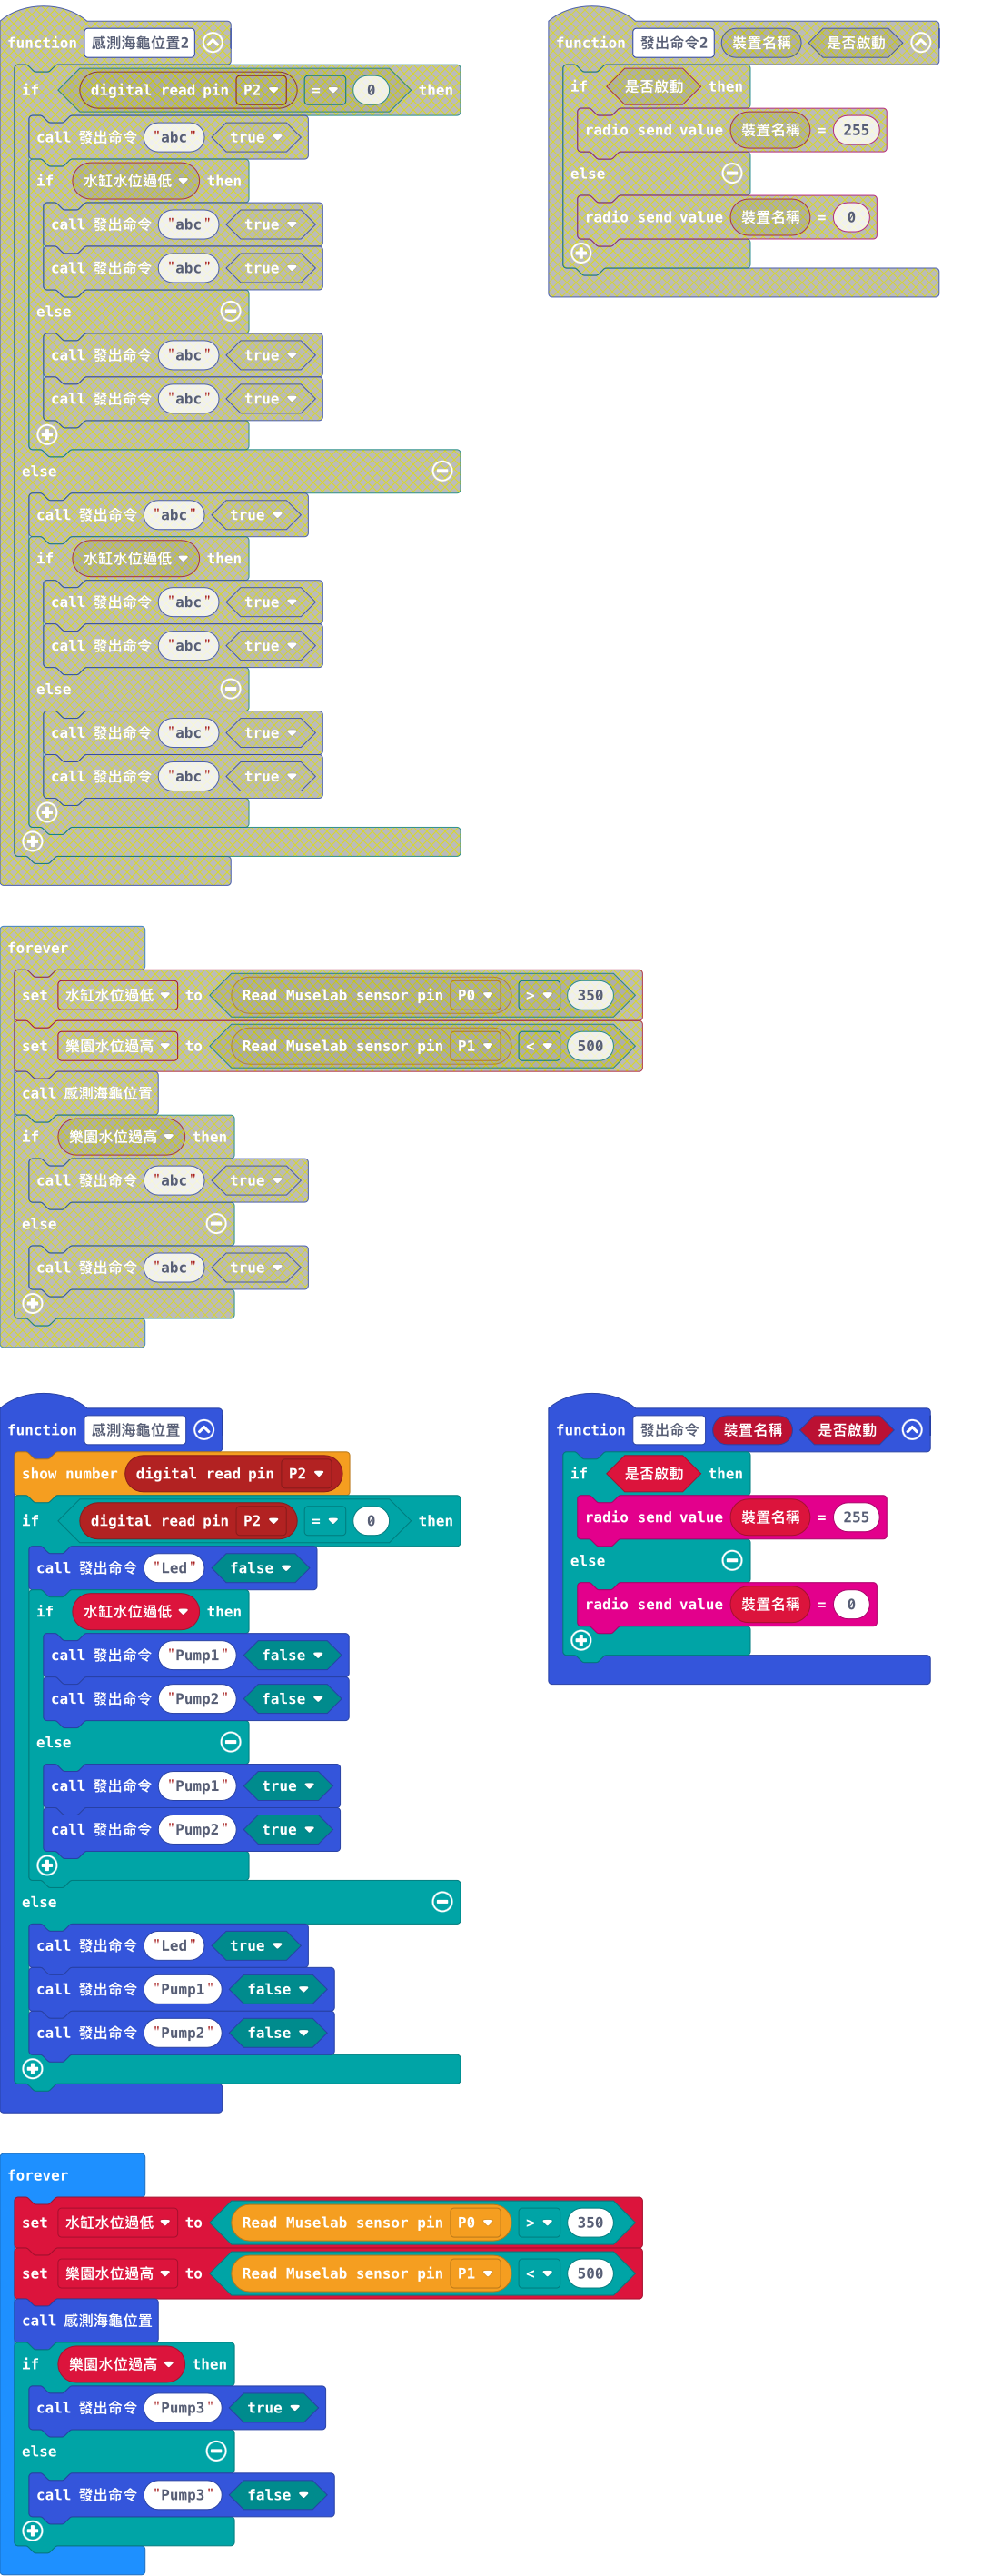 function 感測海龜位置2
if digital read pin P2 = 0 then
call 發出命令 "abc" true
if 水缸水位過低 then
call 發出命令 "abc" true
call 發出命令 "abc" true
else
call 發出命令 "abc" true
call 發出命令 "abc" true
else
call 發出命令 "abc" true
if 水缸水位過低 then
call 發出命令 "abc" true
call 發出命令 "abc" true
else
call 發出命令 "abc" true
call 發出命令 "abc" true
function 發出命令2 裝置名稱 是否啟動
if 是否啟動 then
radio send value 裝置名稱 = 255
else
radio send value 裝置名稱 = 0
forever
set 水缸水位過低 to Read Muselab sensor pin P0 > 350
set 樂園水位過高 to Read Muselab sensor pin P1 < 500
call 感測海龜位置
if 樂園水位過高 then
call 發出命令 "abc" true
else
call 發出命令 "abc" true
function 感測海龜位置
show number digital read pin P2
if digital read pin P2 = 0 then
call 發出命令 "Led" false
if 水缸水位過低 then
call 發出命令 "Pump1" false
call 發出命令 "Pump2" false
else
call 發出命令 "Pump1" true
call 發出命令 "Pump2" true
else
call 發出命令 "Led" true
call 發出命令 "Pump1" false
call 發出命令 "Pump2" false
function 發出命令 裝置名稱 是否啟動
if 是否啟動 then
radio send value 裝置名稱 = 255
else
radio send value 裝置名稱 = 0
forever
set 水缸水位過低 to Read Muselab sensor pin P0 > 350
set 樂園水位過高 to Read Muselab sensor pin P1 < 500
call 感測海龜位置
if 樂園水位過高 then
call 發出命令 "Pump3" true
else
call 發出命令 "Pump3" false